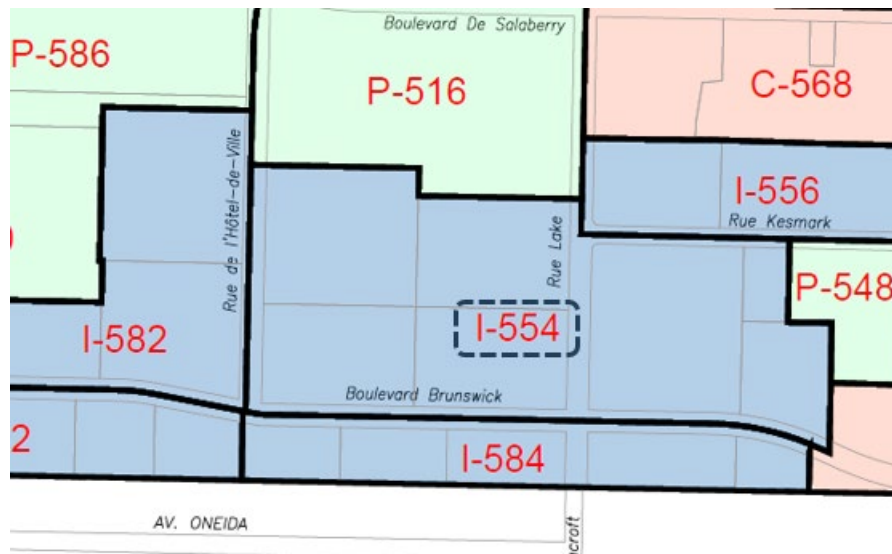 Boulevard De Salaberry
P-586
P-516
C-568
Rue de l'Hôtel-de-Ville
I-556
Rue Kesmark
Rue Lake
P-548
I-554
I-582
Boulevard Brunswick
2
I-584
AV. ONEIDA